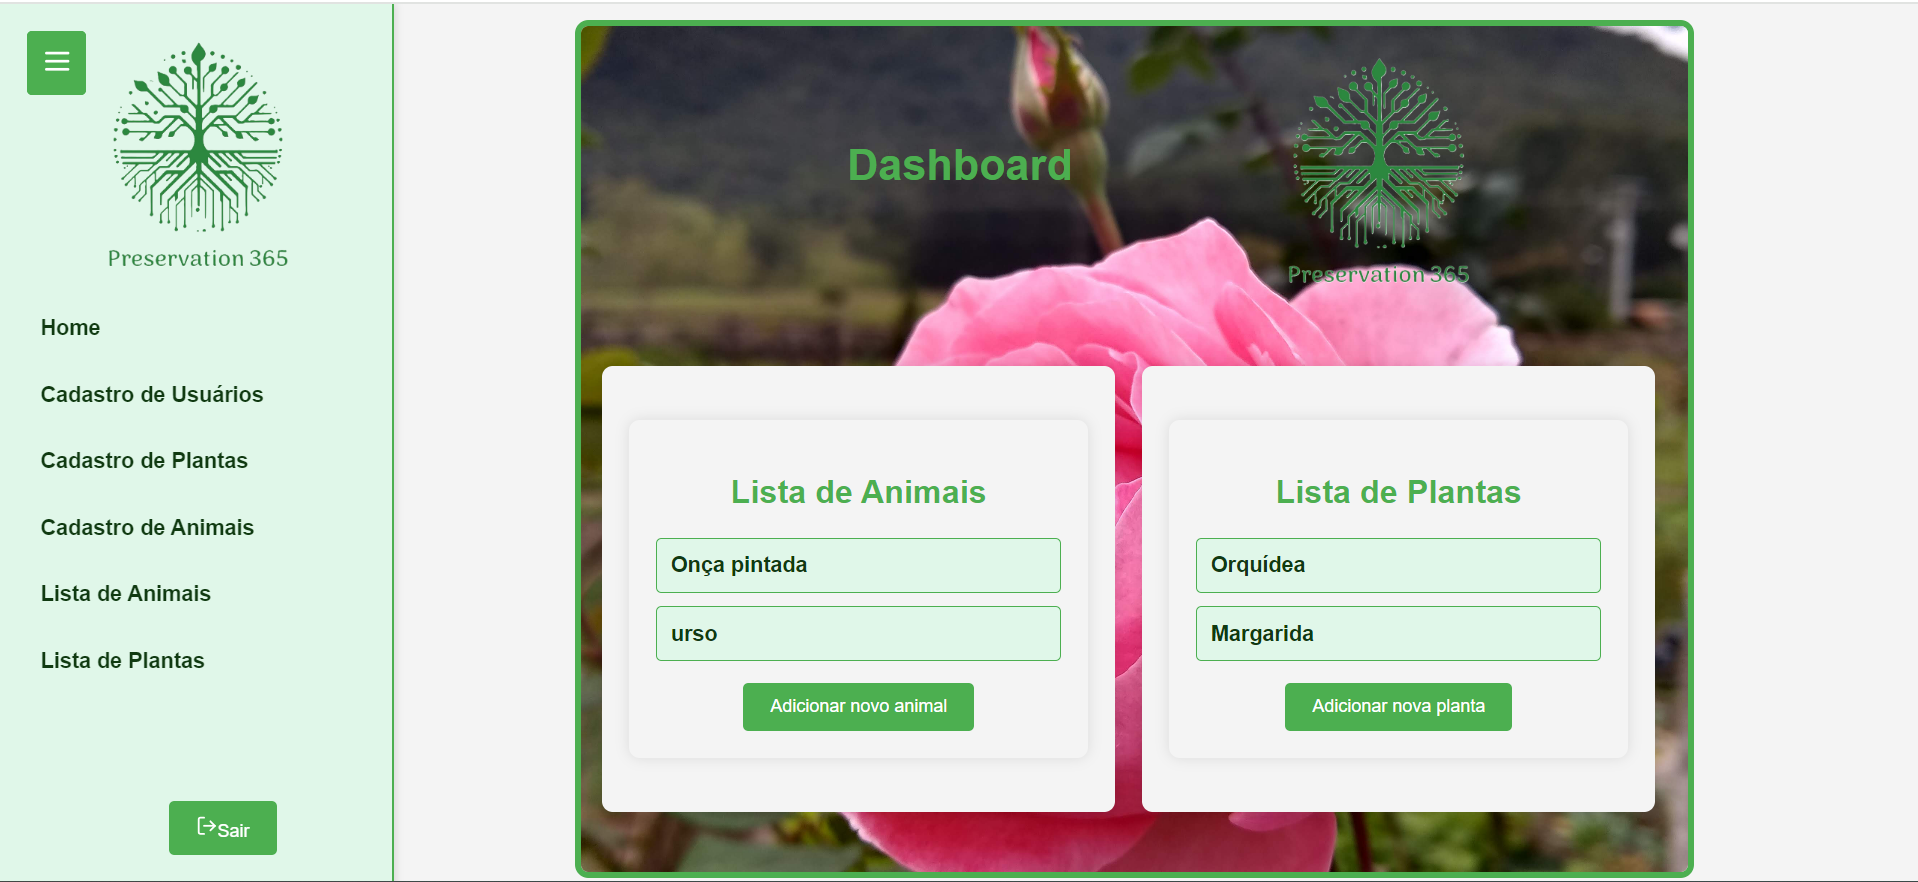 Preservation 365
Home
Cadastro de Usuários
Cadastro de Plantas
Cadastro de Animais
Lista de Animais
Lista de Plantas
Sair
Dashboard
Preservation 365
Lista de Animais
Onça pintada
urso
Adicionar novo animal
Lista de Plantas
Orquídea
Margarida
Adicionar nova planta